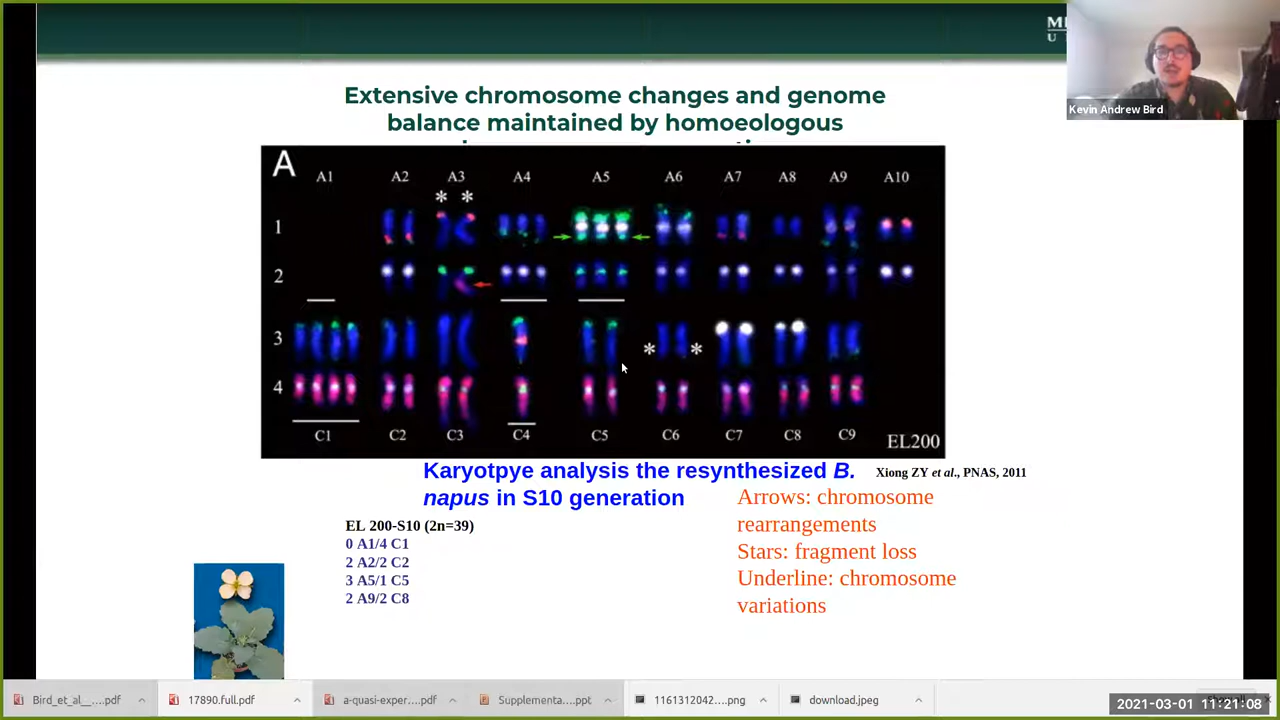 M
U
Kevin Andrew Bird
Extensive chromosome changes and genome
balance maintained by homoeologous
A
A1 A2 A3 A4 A5 A6 A7 A8 A9 A10
* *
1
2
3
* *
4
C1 C2 C3 C4 C5 C6 C7 C8 C9
EL200
Karyotpye analysis the resynthesized B.
napus in S10 generation
Xiong ZY et al., PNAS, 2011
Arrows: chromosome
rearrangements
Stars: fragment loss
Underline: chromosome
variations
EL 200-S10 (2n=39)
0 A1/4 C1
2 A2/2 C2
3 A5/1 C5
2 A9/2 C8
Bird_et_al__....pdf
17890.full.pdf
a-quasi-exper....pdf
Supplementa....ppt
1161312042....png
download.jpeg
2021-03-01 11:21:08